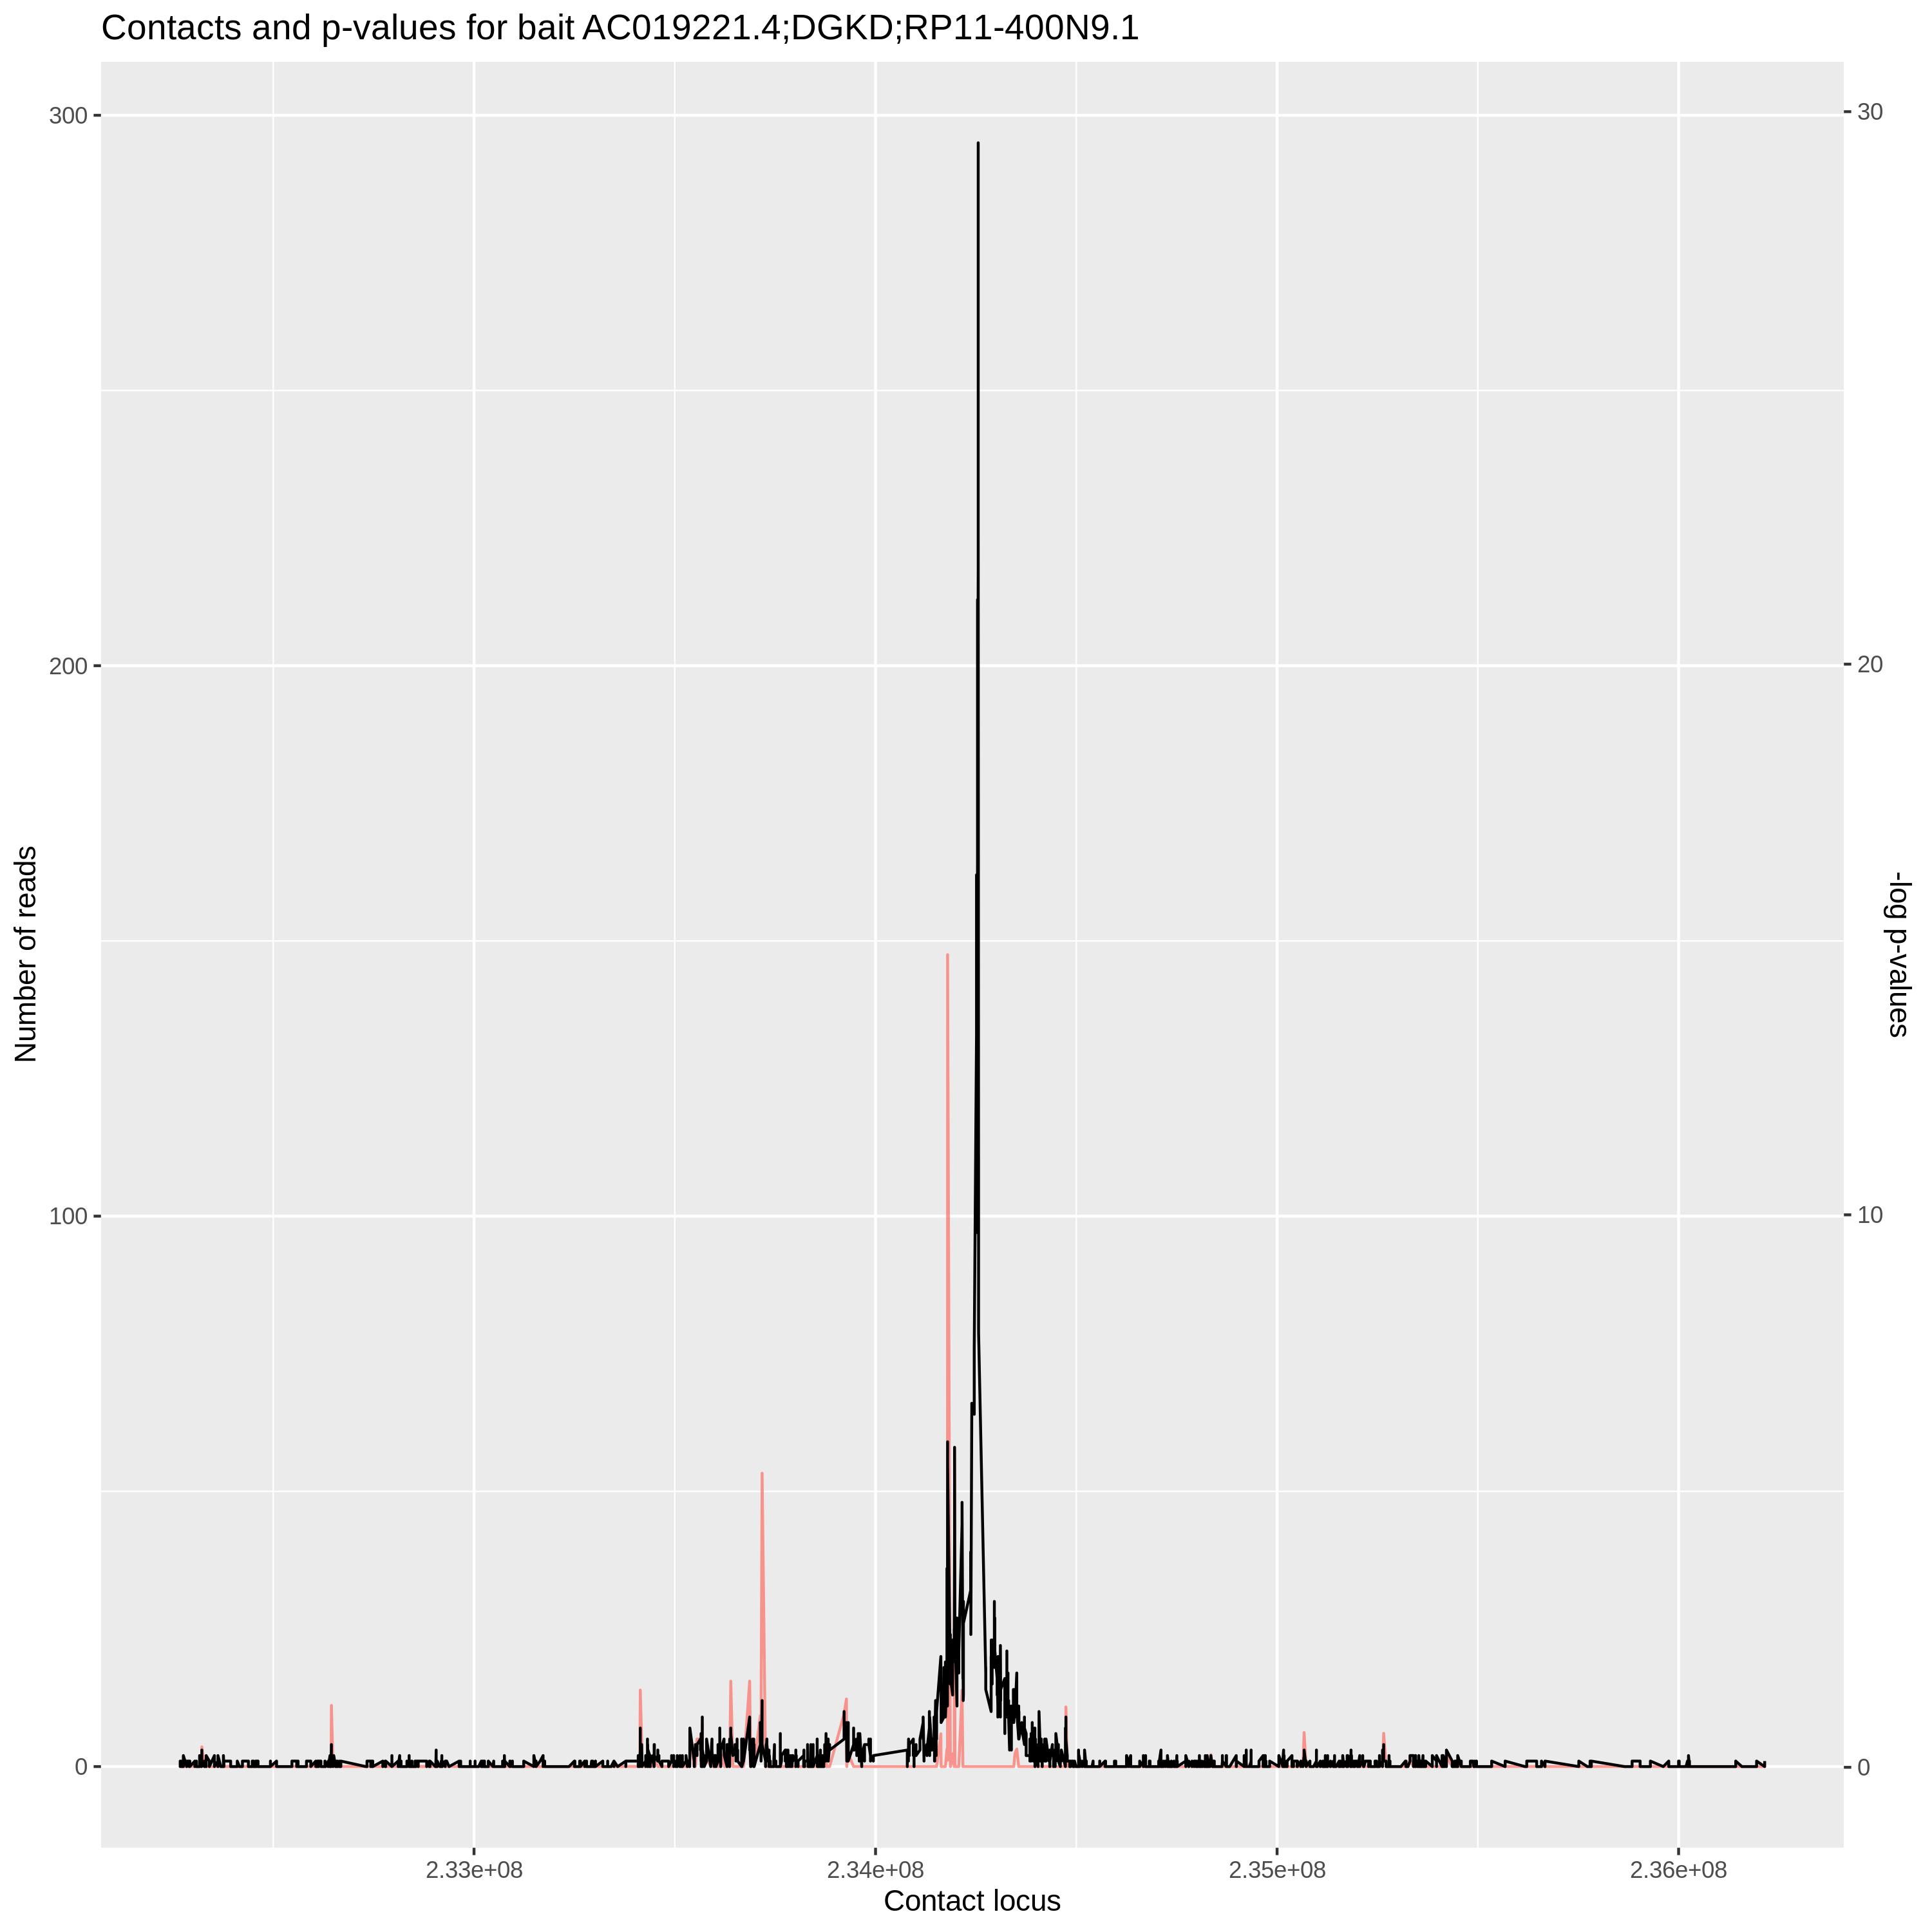 Contacts and p-values for bait AC019221.4;DGKD;RP11-400N9.1
300
200
100
0
30
20
10
0
Number of reads
-log p-values
2.33e+08 2.34e+08 2.35e+08 2.36e+08
Contact locus